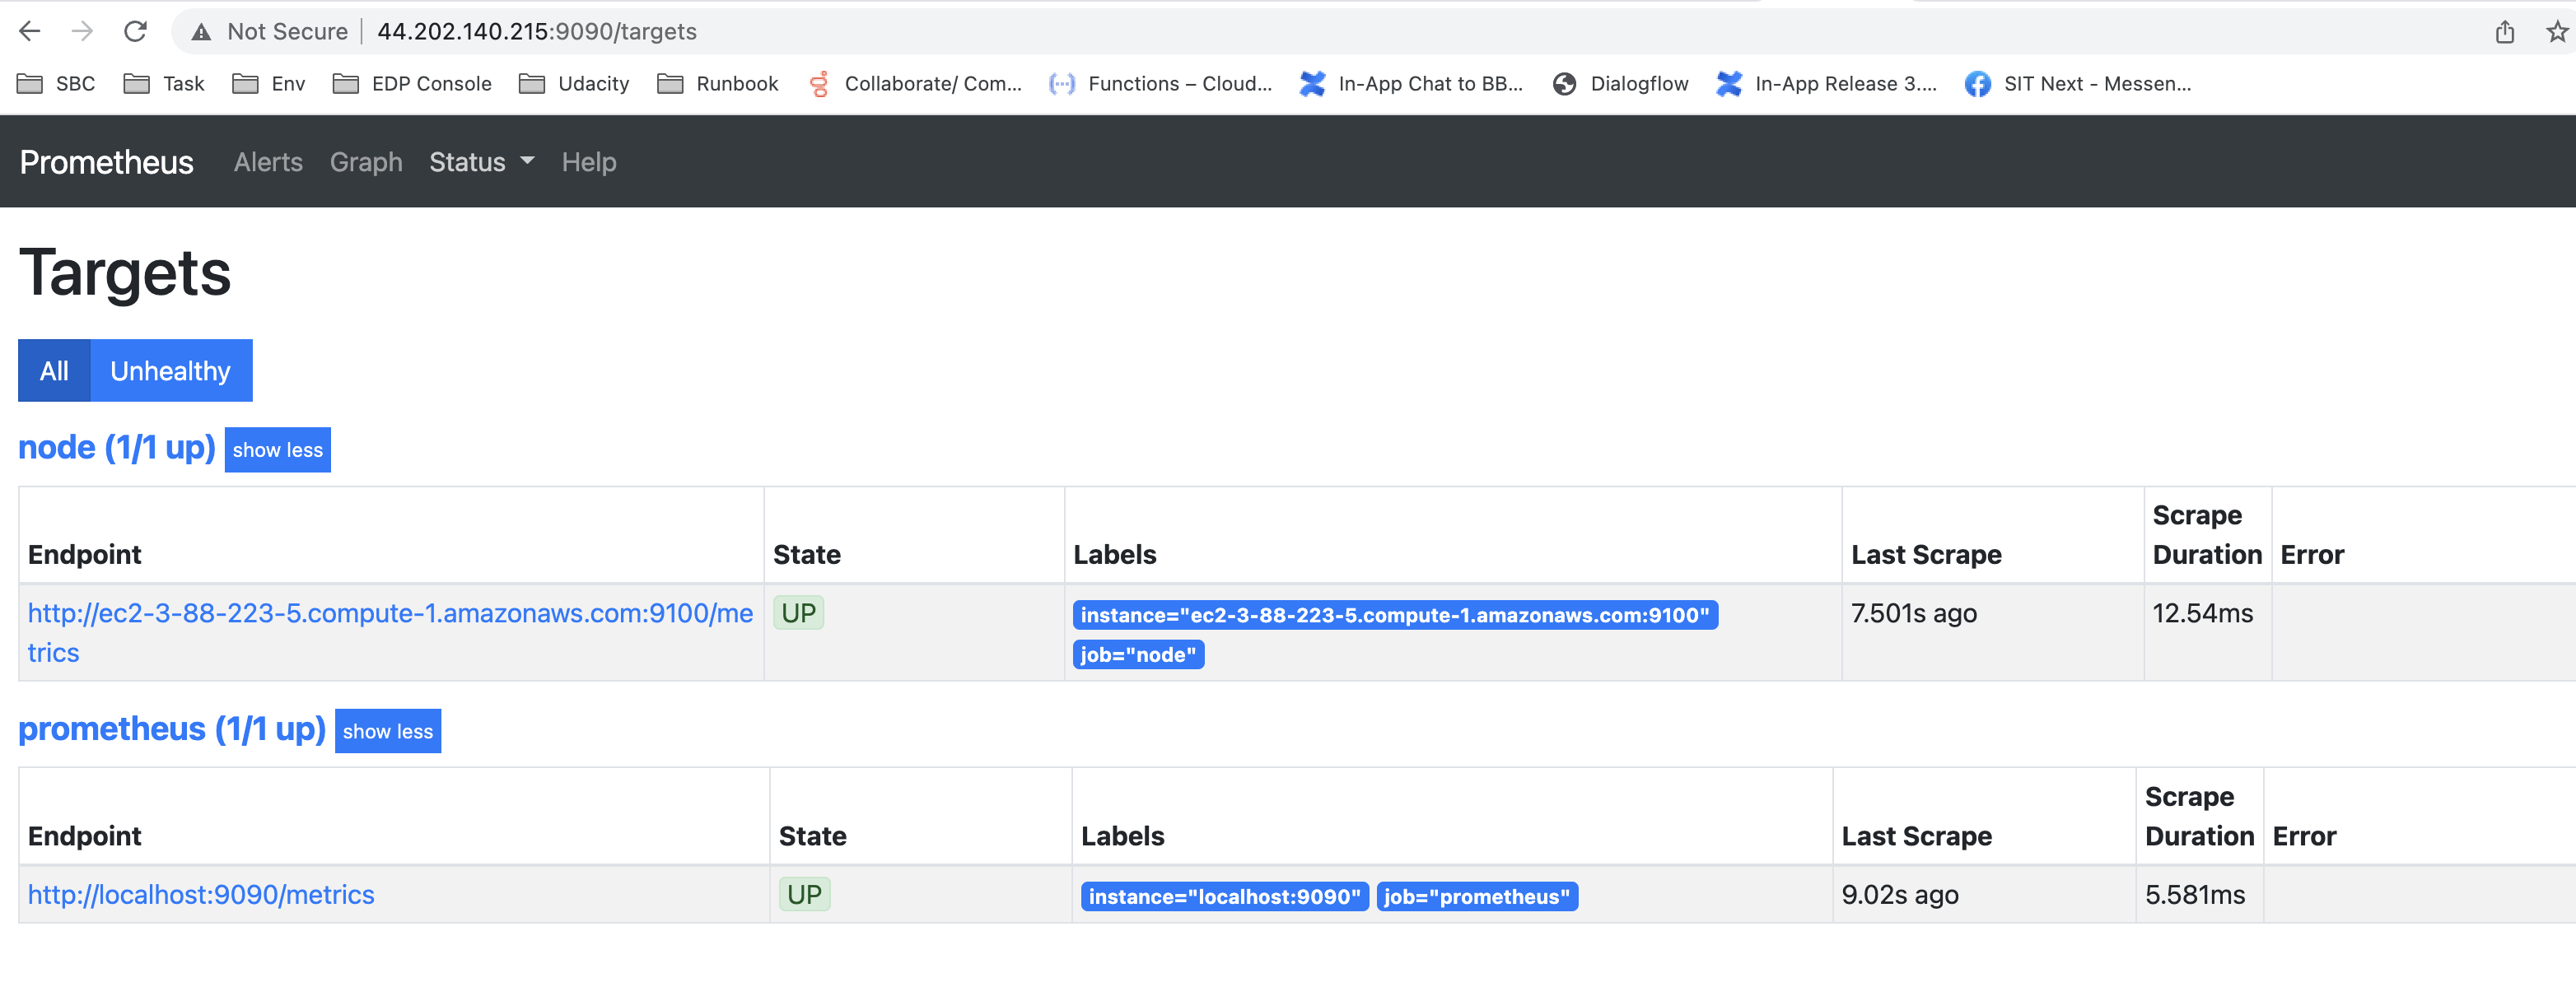 Not Secure 44.202.140.215:9090/targets
SBC Task Env EDP Console Udacity Runbook Collaborate/ Com... Functions – Cloud... In-App Chat to BB... Dialogflow In-App Release 3.... SIT Next - Messen...
Prometheus Alerts Graph Status Help
Targets
All Unhealthy
node (1/1 up) show less
Endpoint State Labels Last Scrape Scrape Duration Error
http://ec2-3-88-223-5.compute-1.amazonaws.com:9100/me UP instance="ec2-3-88-223-5.compute-1.amazonaws.com:9100" 7.501s ago 12.54ms
trics job="node"
prometheus (1/1 up) show less
Endpoint State Labels Last Scrape Scrape Duration Error
http://localhost:9090/metrics UP instance="localhost:9090" job="prometheus" 9.02s ago 5.581ms